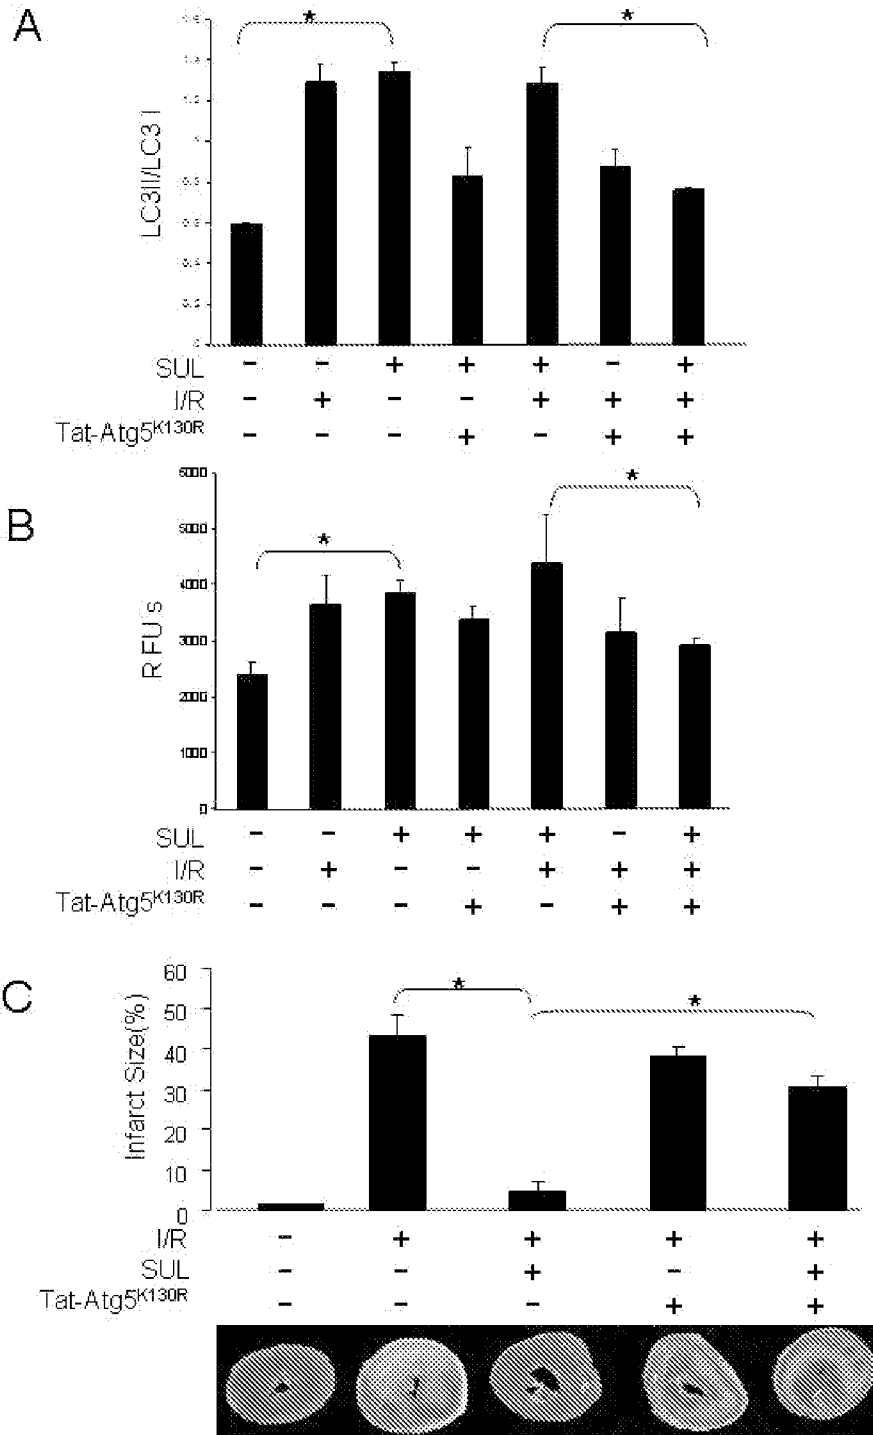 A
*
*
LC3II/LC3 I
SUL - - + + + - +
I/R - + - - + + +
Tat-Atg5K130R - - - + - + +
B
*
*
6000
5000
4000
3000
2000
1000
0
RFU's
SUL - - + + + - +
I/R - + - - + + +
Tat-Atg5K130R - - - + - + +
C
*
*
60
50
40
30
20
10
0
Infarct Size(%)
I/R - + + + +
SUL - - + - +
Tat-Atg5K130R - - - + +